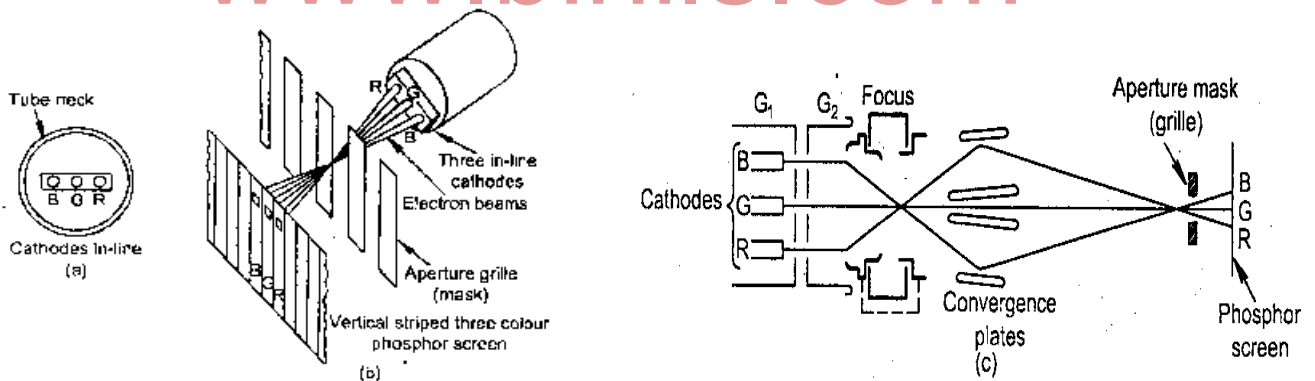 Tube neck
B G R
Cathodes in-line
(a)
(b)
R
G
B
Three in-line
cathodes
Electron beams
Aperture grille
(mask)
B
G
R
Vertical striped three colour
phosphor screen
(b)
G1
G2
Focus
Aperture mask
(grille)
Cathodes
B
G
R
B
G
R
Convergence
plates
(c)
Phosphor
screen